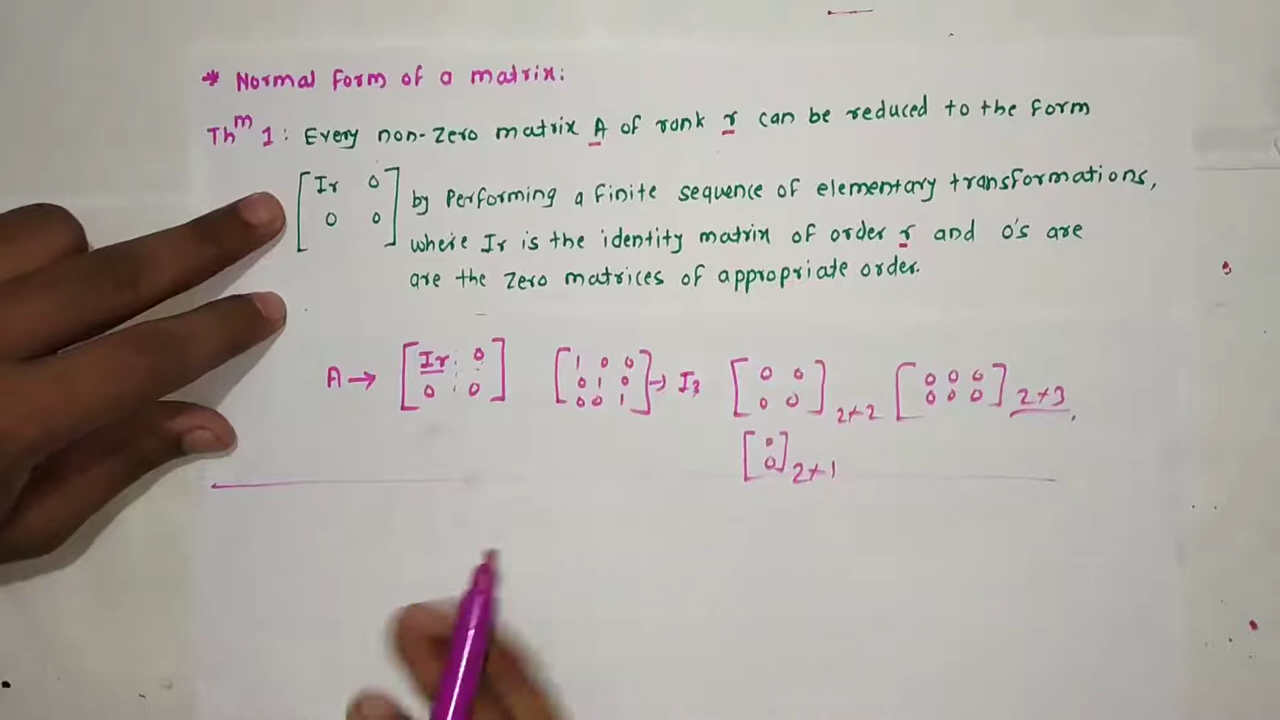 * Normal form of a matrix:
Thᵐ 1: Every non-zero matrix A of rank r can be reduced to the form
[Ir 0
0 0] by performing a finite sequence of elementary transformations,
where Ir is the identity matrix of order r and 0's are
are the zero matrices of appropriate order.
A → [Ir 0
0 0] [1 0 0
0 1 0
0 0 1] → I3 [0 0
0 0] 2×2 [0 0 0
0 0 0] 2×3,
[0
0] 2×1